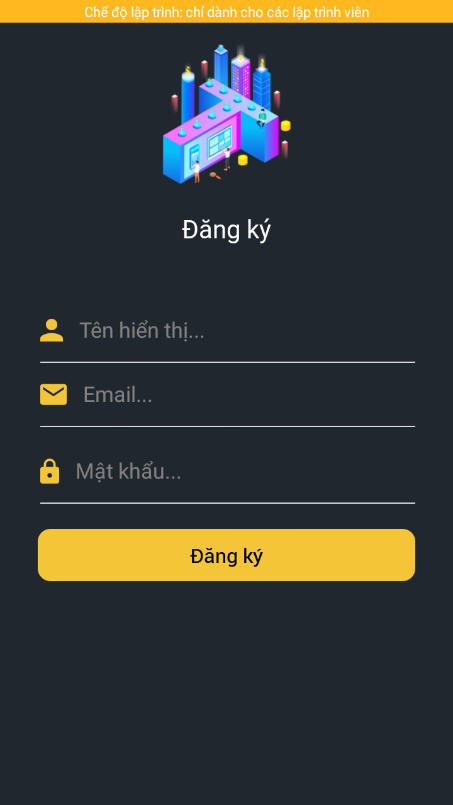 Chế độ lập trình: chỉ dành cho các lập trình viên
Đăng ký
Tên hiển thị...
Email...
Mật khẩu...
Đăng ký